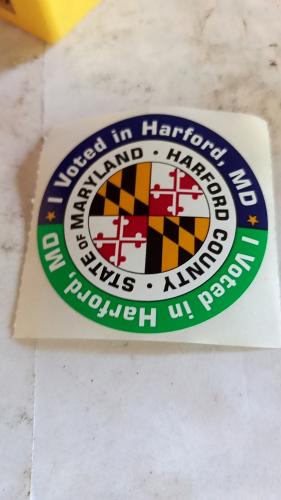 I Voted in Harford, MD
I Voted in Harford, MD
STATE OF MARYLAND • HARFORD COUNTY •